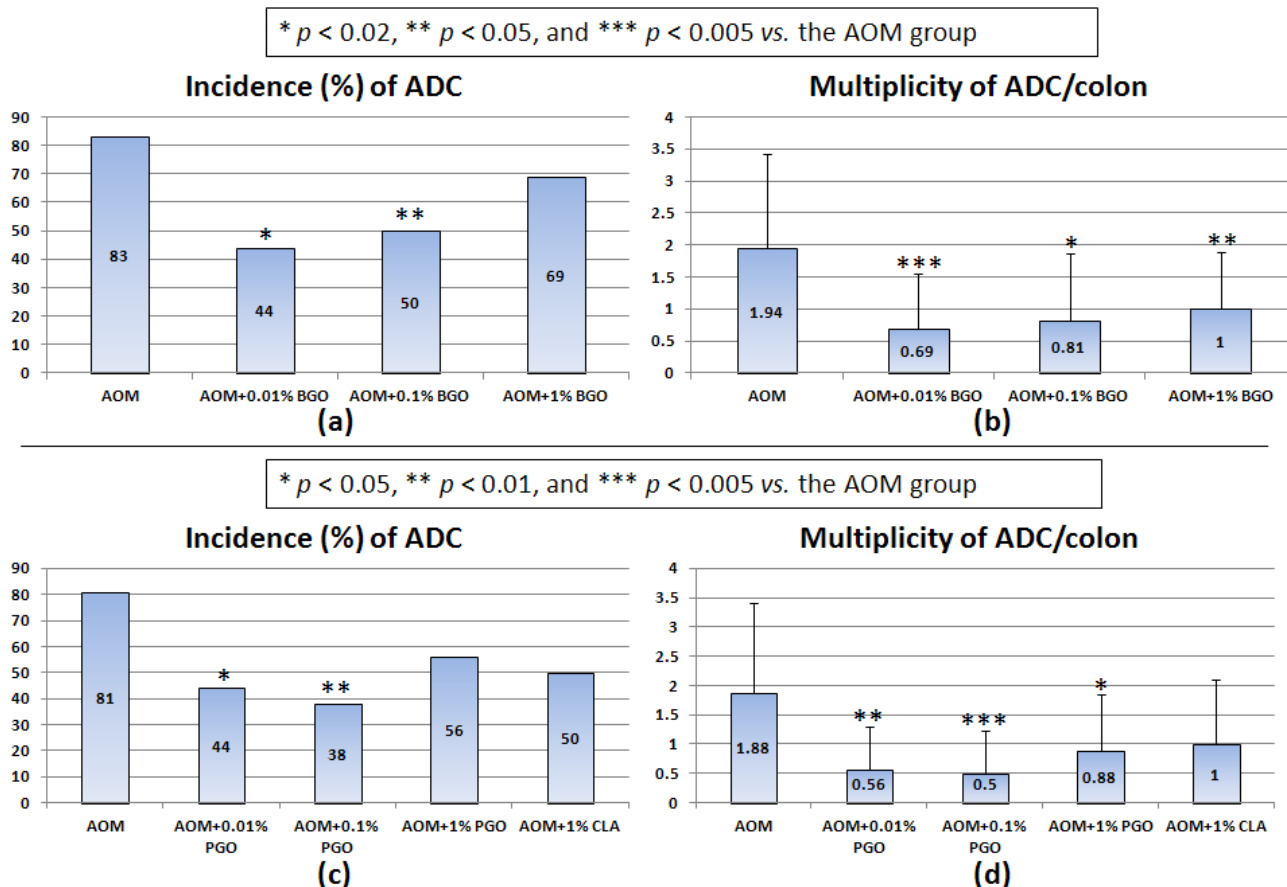 * p < 0.02, ** p < 0.05, and *** p < 0.005 vs. the AOM group
Incidence (%) of ADC
90
80
70
60
50
40
30
20
10
0
83
*
44
**
50
69
AOM
AOM+0.01% BGO
AOM+0.1% BGO
AOM+1% BGO
(a)
Multiplicity of ADC/colon
4
3.5
3
2.5
2
1.5
1
0.5
0
1.94
***
0.69
*
0.81
**
1
AOM
AOM+0.01% BGO
AOM+0.1% BGO
AOM+1% BGO
(b)
* p < 0.05, ** p < 0.01, and *** p < 0.005 vs. the AOM group
Incidence (%) of ADC
90
80
70
60
50
40
30
20
10
0
81
*
44
**
38
56
50
AOM
AOM+0.01%
PGO
AOM+0.1%
PGO
AOM+1% PGO
AOM+1% CLA
(c)
Multiplicity of ADC/colon
4
3.5
3
2.5
2
1.5
1
0.5
0
1.88
**
0.56
***
0.5
*
0.88
1
AOM
AOM+0.01%
PGO
AOM+0.1%
PGO
AOM+1% PGO
AOM+1% CLA
(d)